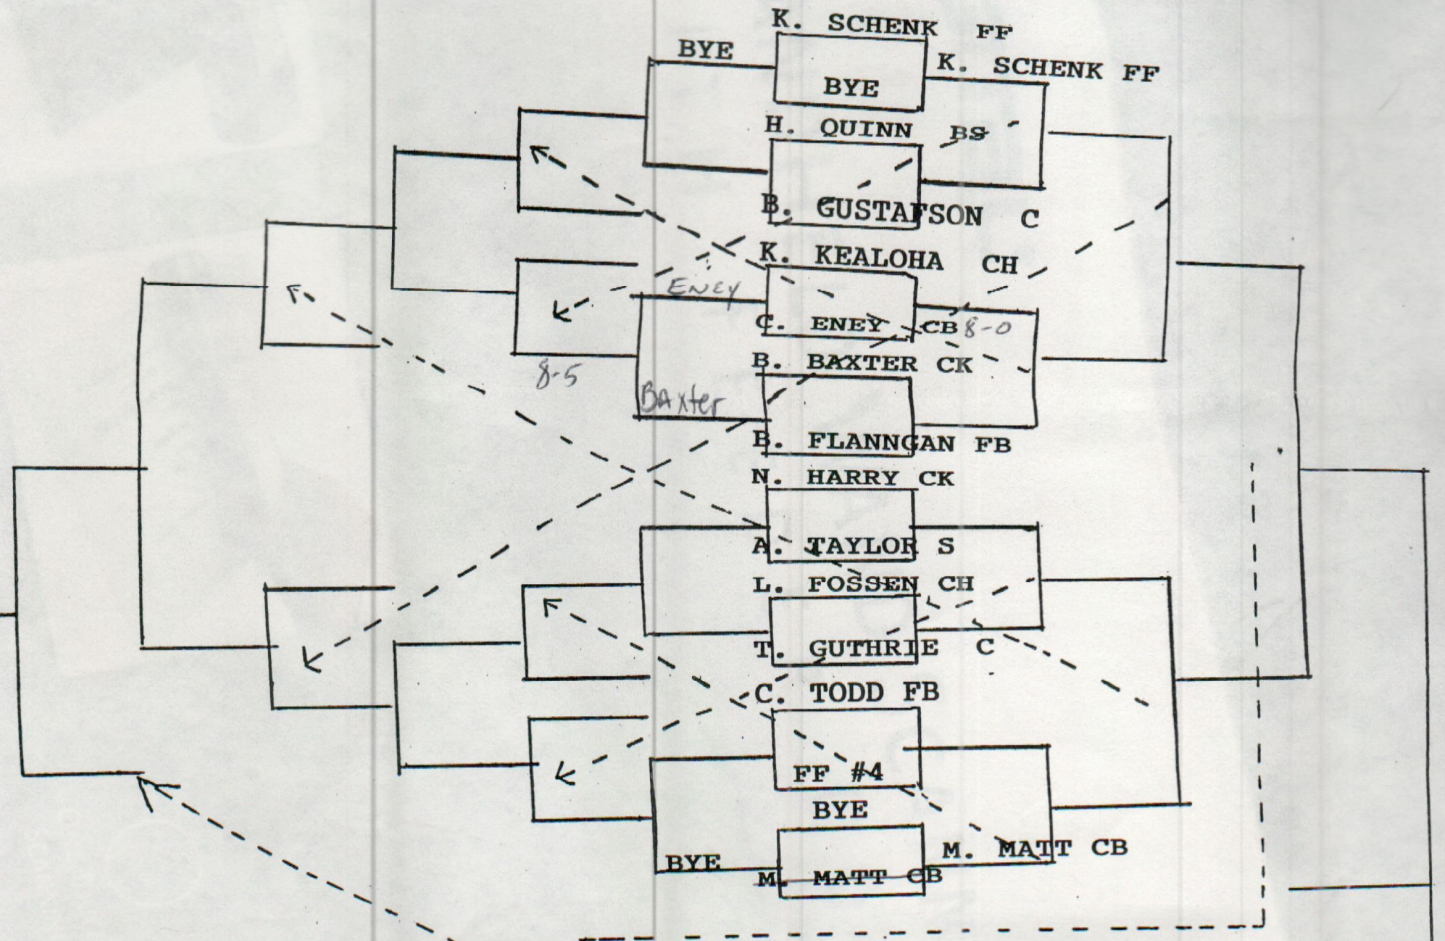 K. SCHENK FF
BYE
K. SCHENK FF
BYE
H. QUINN BS
B. GUSTAFSON C
K. KEALOHA CH
ENEY
C. ENEY CB 8-0
B. BAXTER CK
8-5
BAxter
B. FLANNGAN FB
N. HARRY CK
A. TAYLOR S
L. FOSSEN CH
T. GUTHRIE C
C. TODD FB
FF #4
BYE
M. MATT CB
BYE
M. MATT CB